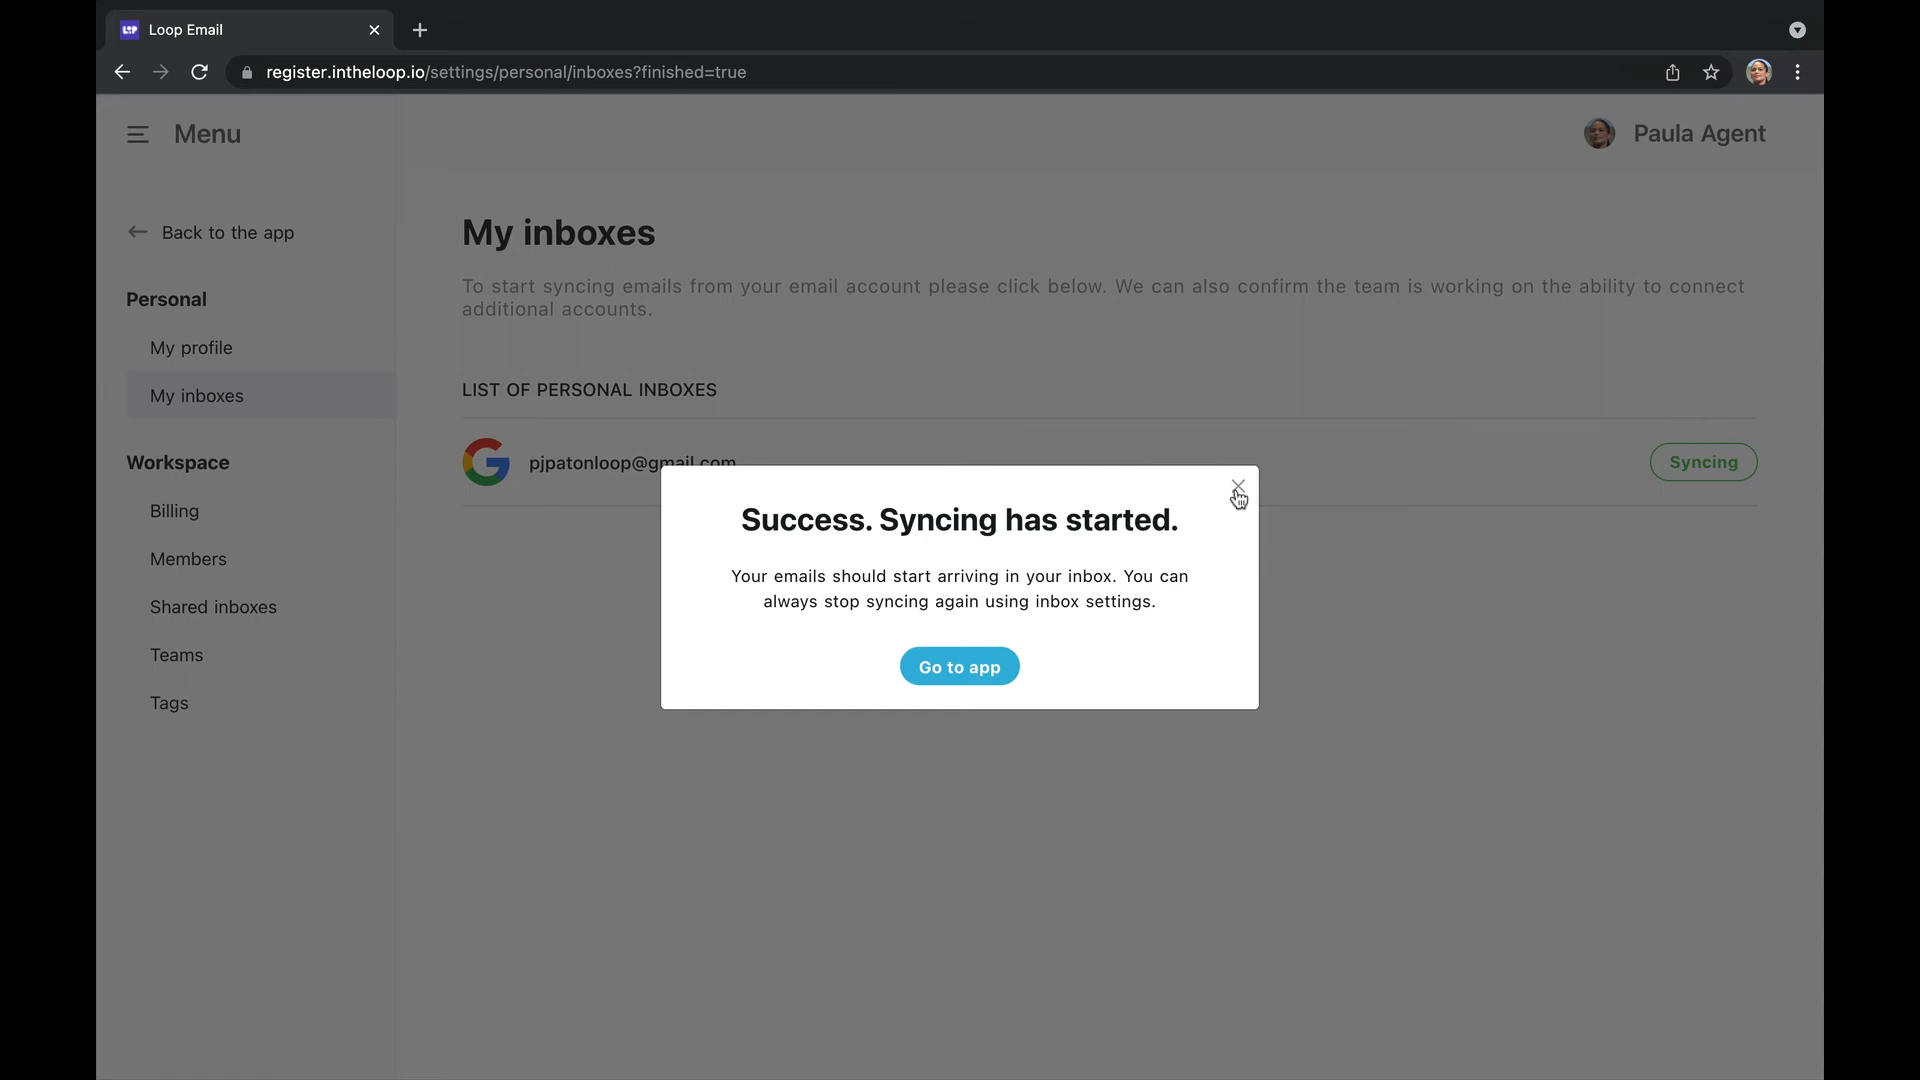 LOOP
Loop Email
register.intheloop.io/settings/personal/inboxes?finished=true
Menu
Paula Agent
Back to the app
My inboxes
To start syncing emails from your email account please click below. We can also confirm the team is working on the ability to connect
additional accounts.
Personal
My profile
My inboxes
LIST OF PERSONAL INBOXES
pjpatonloop@gmail.com
Syncing
Workspace
Billing
Members
Shared inboxes
Teams
Tags
Success. Syncing has started.
Your emails should start arriving in your inbox. You can
always stop syncing again using inbox settings.
Go to app